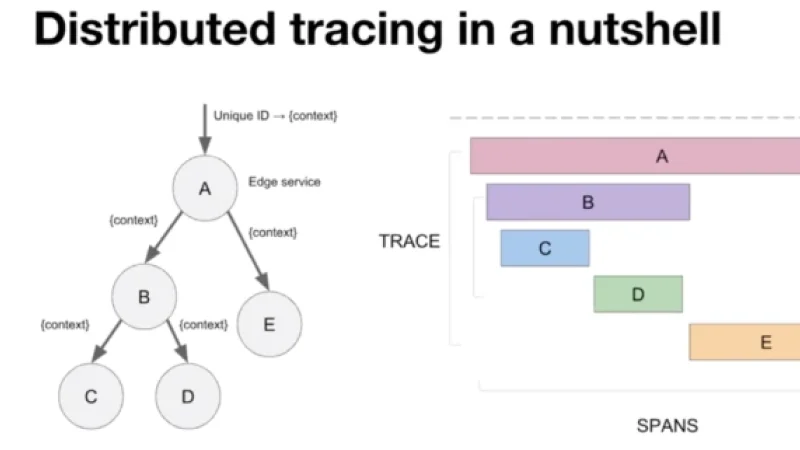 Distributed tracing in a nutshell
Unique ID → {context}
A
Edge service
{context}
{context}
B
E
{context}
{context}
C
D
A
B
TRACE
C
D
E
SPANS